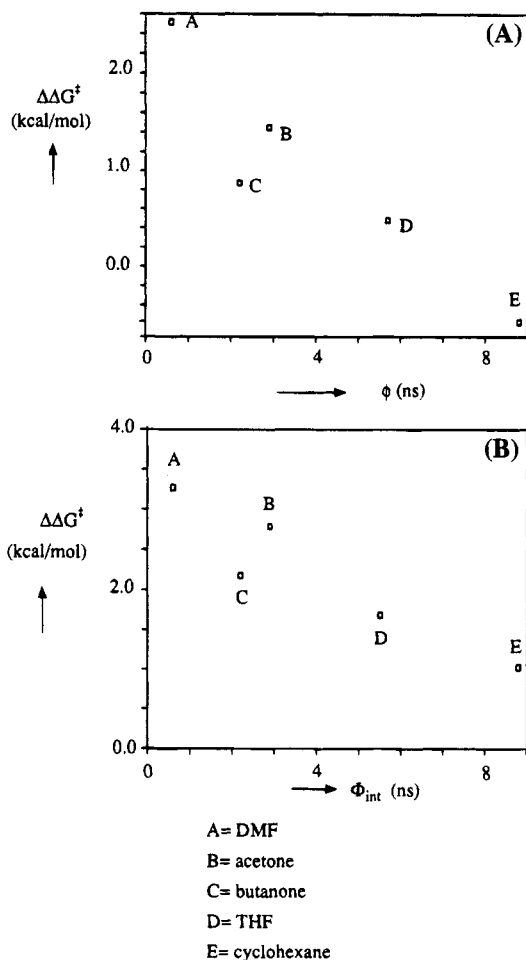 (A)
A
2.0
ΔΔG‡
(kcal/mol)
B
1.0
C
D
0.0
E
0 4 8
ϕ (ns)
4.0
(B)
A
ΔΔG‡
B
(kcal/mol)
2.0
C
D
E
0.0
0 4 8
Φint (ns)
A= DMF
B= acetone
C= butanone
D= THF
E= cyclohexane